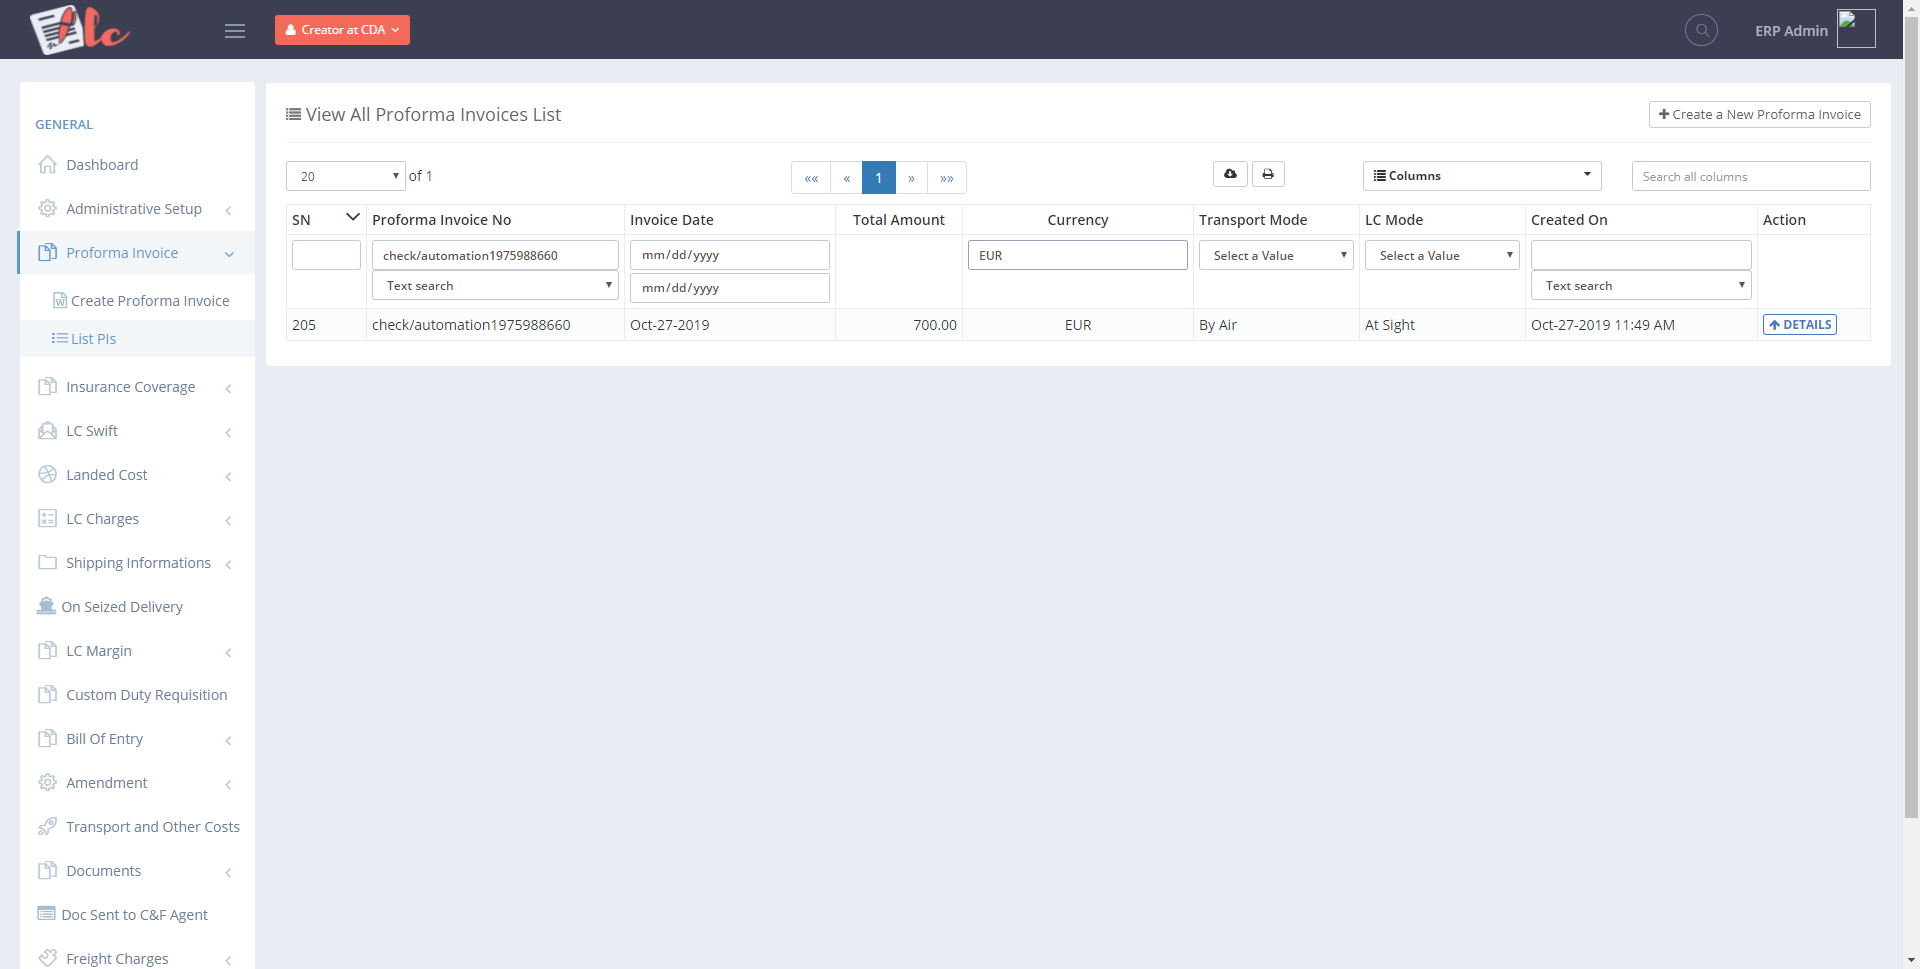 lc
Creator at CDA
ERP Admin
GENERAL
Dashboard
Administrative Setup
Proforma Invoice
Create Proforma Invoice
List PIs
Insurance Coverage
LC Swift
Landed Cost
LC Charges
Shipping Informations
On Seized Delivery
LC Margin
Custom Duty Requisition
Bill Of Entry
Amendment
Transport and Other Costs
Documents
Doc Sent to C&F Agent
Freight Charges
View All Proforma Invoices List
Create a New Proforma Invoice
20 of 1
«« « 1 » »»
Columns
Search all columns
SN Proforma Invoice No Invoice Date Total Amount Currency Transport Mode LC Mode Created On Action
check/automation1975988660 mm/dd/yyyy EUR Select a Value Select a Value
Text search mm/dd/yyyy Text search
205 check/automation1975988660 Oct-27-2019 700.00 EUR By Air At Sight Oct-27-2019 11:49 AM DETAILS